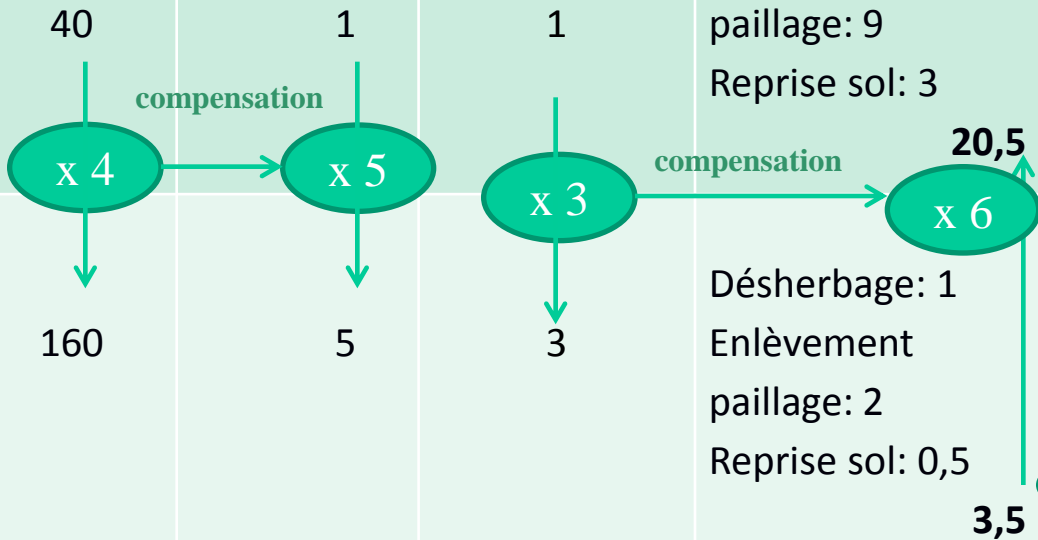 40 1 1 paillage: 9
Reprise sol: 3
compensation
20,5
x 4 x 5 x 3 compensation x 6
Désherbage: 1
160 5 3 Enlèvement
paillage: 2
Reprise sol: 0,5
3,5